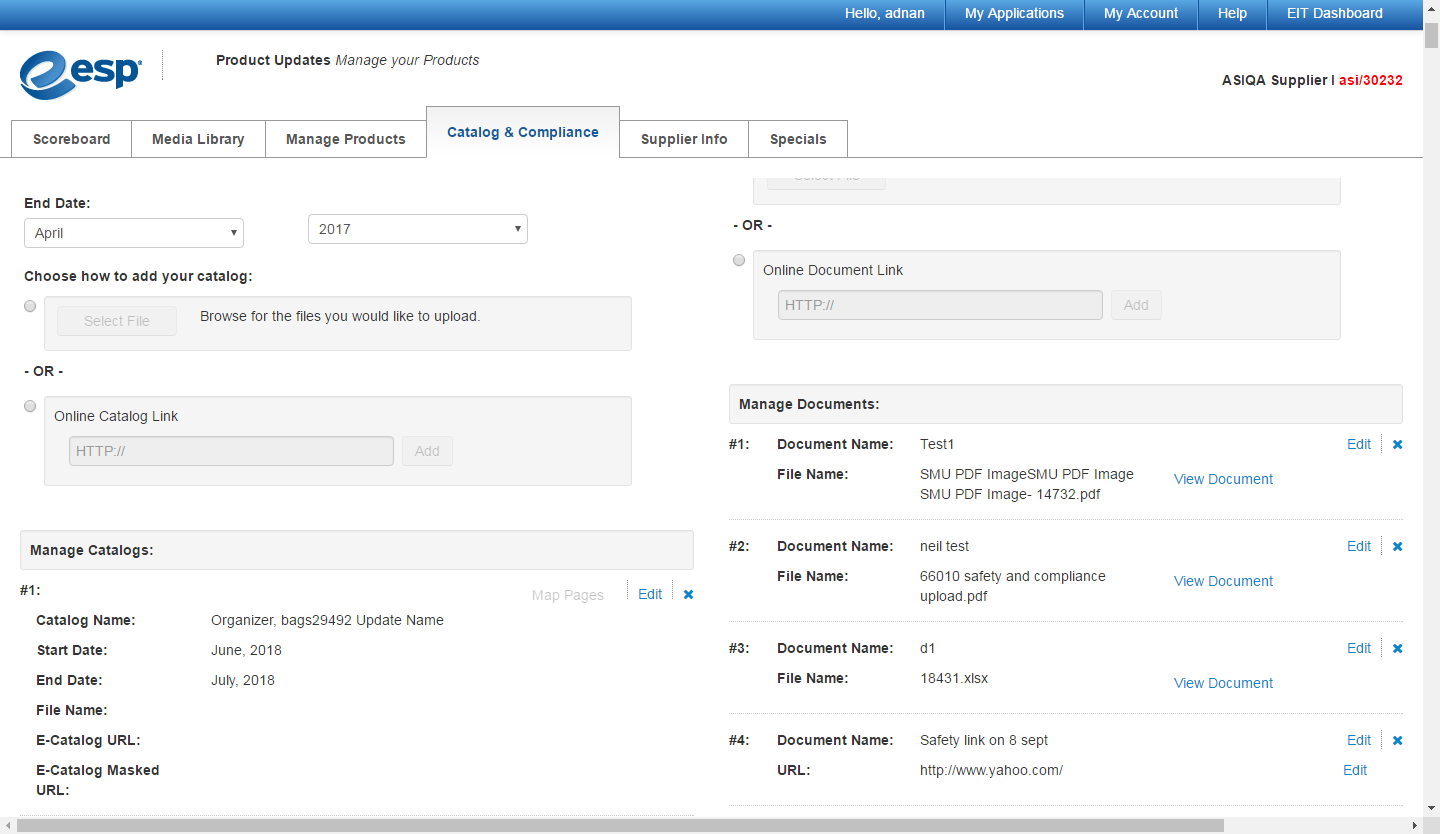 Hello, adnan
My Applications
My Account
Help
EIT Dashboard
esp
Product Updates Manage your Products
ASIQA Supplier | asi/30232
Scoreboard
Media Library
Manage Products
Catalog & Compliance
Supplier Info
Specials
End Date:
April
2017
Choose how to add your catalog:
Select File
Browse for the files you would like to upload.
- OR -
Online Catalog Link
HTTP://
Add
Manage Catalogs:
#1:
Map Pages
Edit
Catalog Name: Organizer, bags29492 Update Name
Start Date: June, 2018
End Date: July, 2018
File Name:
E-Catalog URL:
E-Catalog Masked
URL:
Select File
- OR -
Online Document Link
HTTP://
Add
Manage Documents:
#1: Document Name: Test1 Edit
File Name: SMU PDF ImageSMU PDF Image
SMU PDF Image- 14732.pdf
View Document
#2: Document Name: neil test Edit
File Name: 66010 safety and compliance
upload.pdf
View Document
#3: Document Name: d1 Edit
File Name: 18431.xlsx
View Document
#4: Document Name: Safety link on 8 sept Edit
URL: http://www.yahoo.com/ Edit